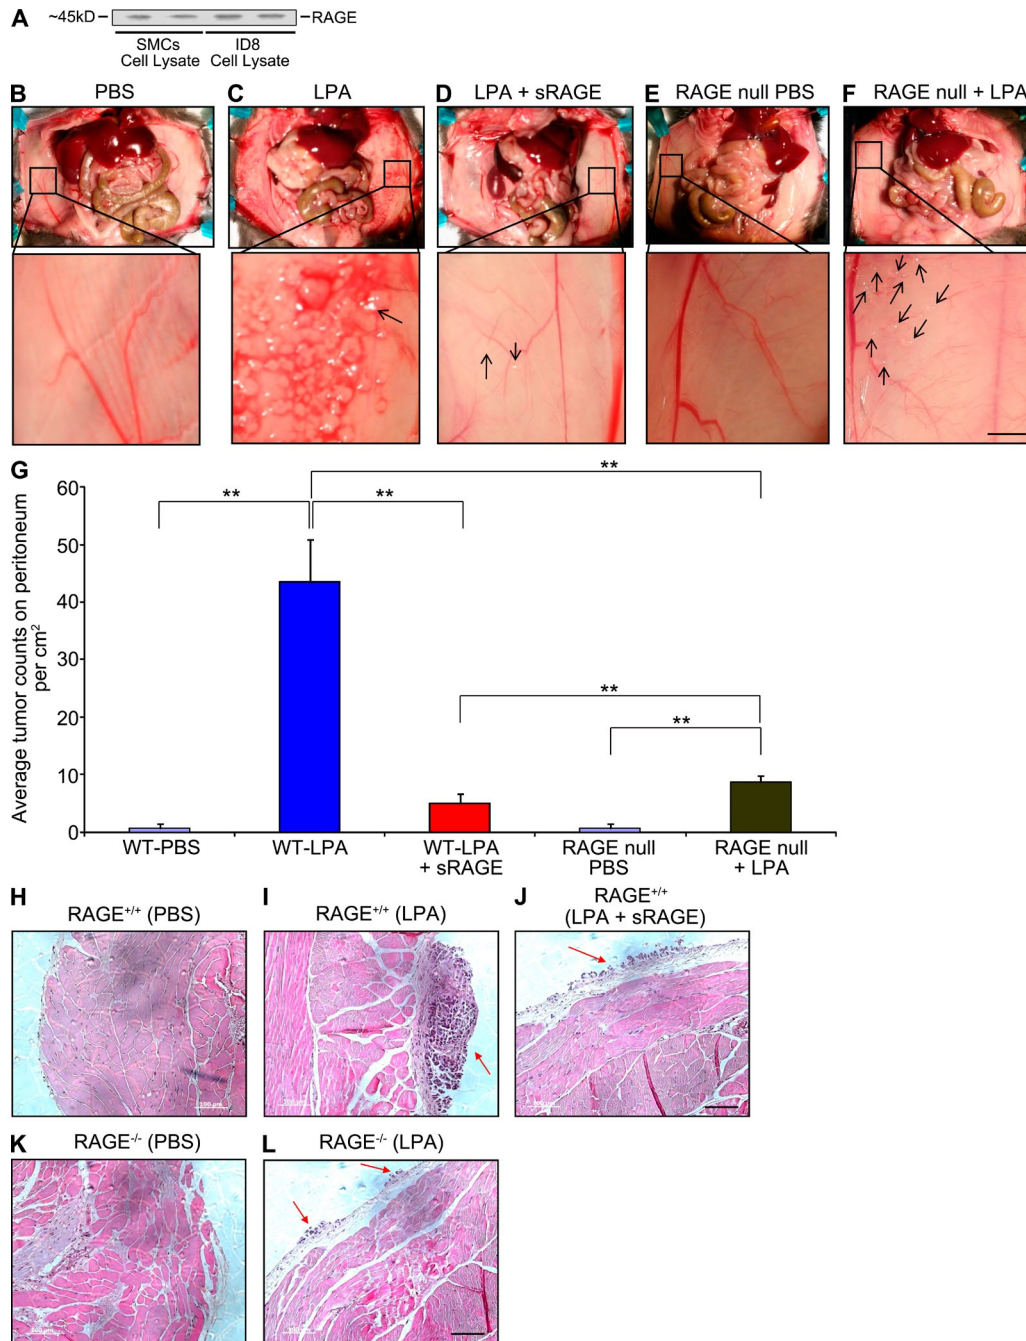 A
~45kD
RAGE
SMCs
Cell Lysate
ID8
Cell Lysate
B
PBS
C
LPA
D
LPA + sRAGE
E
RAGE null PBS
F
RAGE null + LPA
G
Average tumor counts on peritoneum
per cm²
60
50
40
30
20
10
0
**
**
**
**
**
WT-PBS
WT-LPA
WT-LPA
+ sRAGE
RAGE null
PBS
RAGE null
+ LPA
H
RAGE+/+ (PBS)
I
RAGE+/+ (LPA)
J
RAGE+/+
(LPA + sRAGE)
100 μm
K
RAGE-/- (PBS)
L
RAGE-/- (LPA)